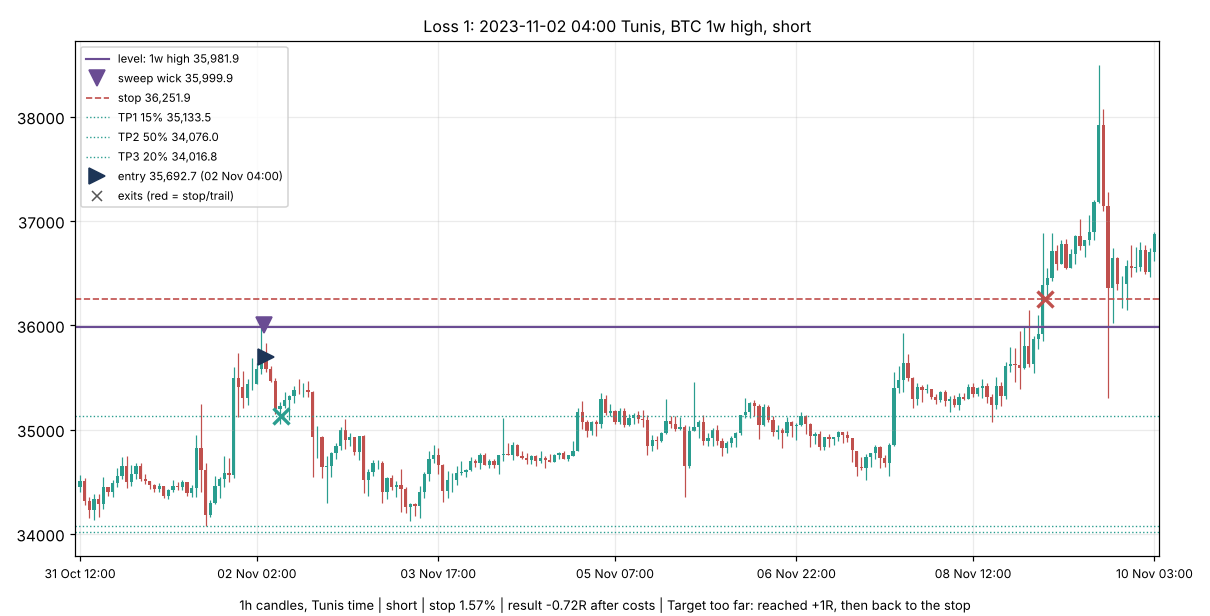 Loss 1: 2023-11-02 04:00 Tunis, BTC 1w high, short
level: 1w high 35,981.9
sweep wick 35,999.9
stop 36,251.9
TP1 15% 35,133.5
TP2 50% 34,076.0
TP3 20% 34,016.8
entry 35,692.7 (02 Nov 04:00)
exits (red = stop/trail)
38000
37000
36000
35000
34000
31 Oct 12:00
02 Nov 02:00
03 Nov 17:00
05 Nov 07:00
06 Nov 22:00
08 Nov 12:00
10 Nov 03:00
1h candles, Tunis time | short | stop 1.57% | result -0.72R after costs | Target too far: reached +1R, then back to the stop